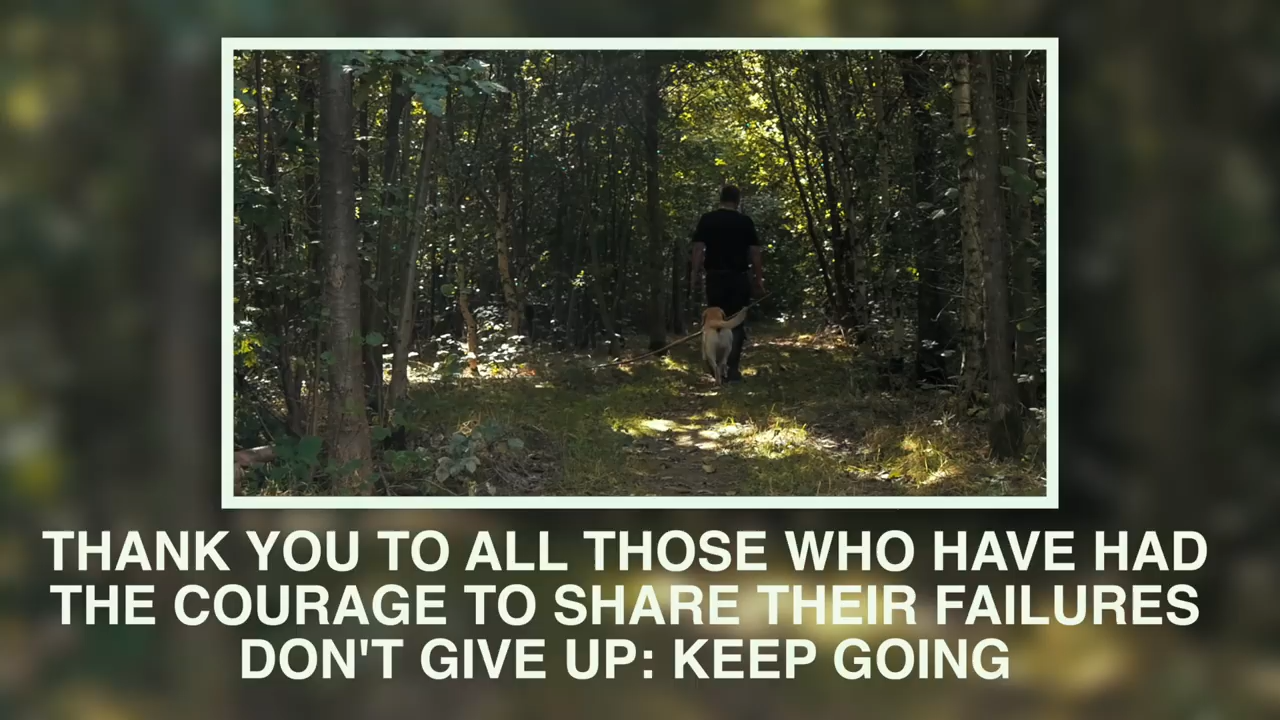 THANK YOU TO ALL THOSE WHO HAVE HAD
THE COURAGE TO SHARE THEIR FAILURES
DON'T GIVE UP: KEEP GOING